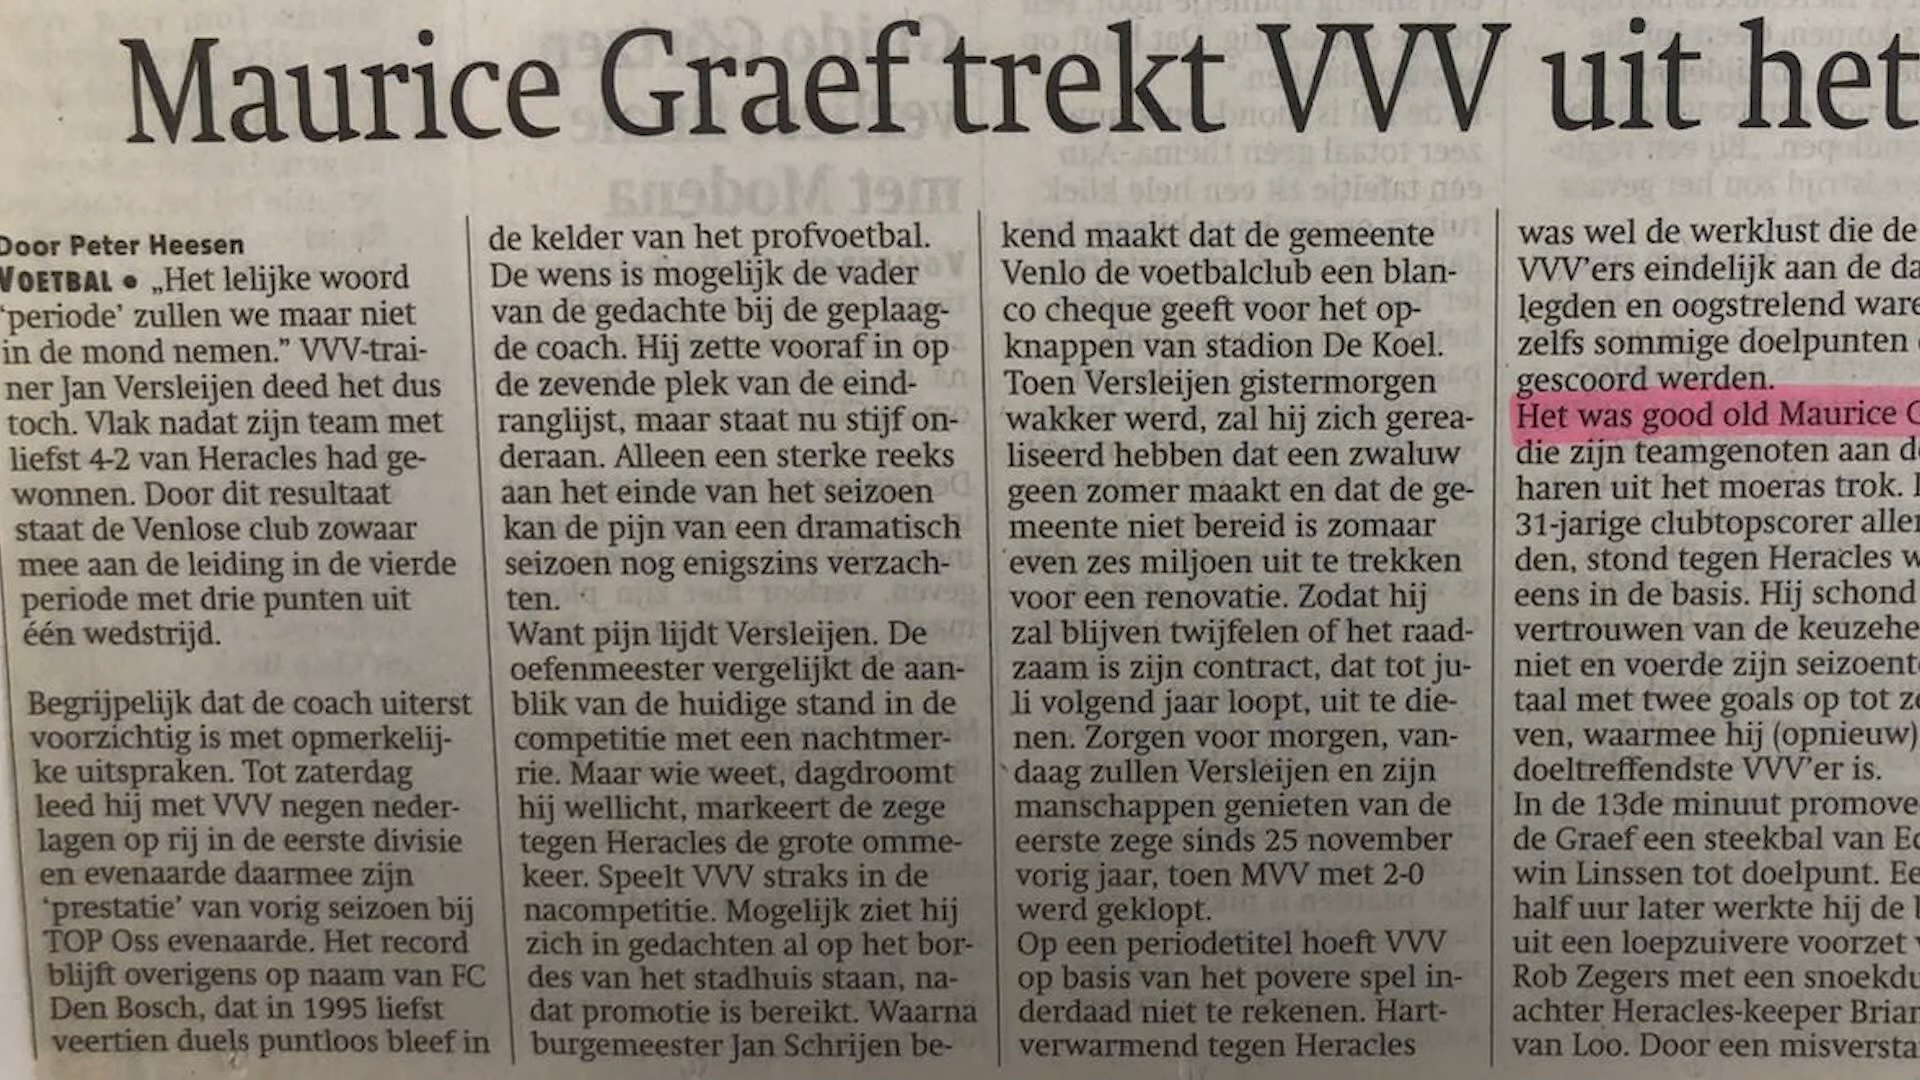 Maurice Graef trekt VVV uit het
Door Peter Heesen
VOETBAL • „Het lelijke woord
‘periode’ zullen we maar niet
in de mond nemen.” VVV-trai-
ner Jan Versleijen deed het dus
toch. Vlak nadat zijn team met
liefst 4-2 van Heracles had ge-
wonnen. Door dit resultaat
staat de Venlose club zowaar
mee aan de leiding in de vierde
periode met drie punten uit
één wedstrijd.
Begrijpelijk dat de coach uiterst
voorzichtig is met opmerkelij-
ke uitspraken. Tot zaterdag
leed hij met VVV negen neder-
lagen op rij in de eerste divisie
en evenaarde daarmee zijn
‘prestatie’ van vorig seizoen bij
TOP Oss evenaarde. Het record
blijft overigens op naam van FC
Den Bosch, dat in 1995 liefst
veertien duels puntloos bleef in
de kelder van het profvoetbal.
De wens is mogelijk de vader
van de gedachte bij de geplaag-
de coach. Hij zette vooraf in op
de zevende plek van de eind-
ranglijst, maar staat nu stijf on-
deraan. Alleen een sterke reeks
aan het einde van het seizoen
kan de pijn van een dramatisch
seizoen nog enigszins verzach-
ten.
Want pijn lijdt Versleijen. De
oefenmeester vergelijkt de aan-
blik van de huidige stand in de
competitie met een nachtmer-
rie. Maar wie weet, dagdroomt
hij wellicht, markeert de zege
tegen Heracles de grote omme-
keer. Speelt VVV straks in de
nacompetitie. Mogelijk ziet hij
zich in gedachten al op het bor-
des van het stadhuis staan, na-
dat promotie is bereikt. Waarna
burgemeester Jan Schrijen be-
kend maakt dat de gemeente
Venlo de voetbalclub een blan-
co cheque geeft voor het op-
knappen van stadion De Koel.
Toen Versleijen gistermorgen
wakker werd, zal hij zich gerea-
liseerd hebben dat een zwaluw
geen zomer maakt en dat de ge-
meente niet bereid is zomaar
even zes miljoen uit te trekken
voor een renovatie. Zodat hij
zal blijven twijfelen of het raad-
zaam is zijn contract, dat tot ju-
li volgend jaar loopt, uit te die-
nen. Zorgen voor morgen, van-
daag zullen Versleijen en zijn
manschappen genieten van de
eerste zege sinds 25 november
vorig jaar, toen MVV met 2-0
werd geklopt.
Op een periodetitel hoeft VVV
op basis van het povere spel in-
derdaad niet te rekenen. Hart-
verwarmend tegen Heracles
was wel de werklust die de
VVV’ers eindelijk aan de da
legden en oogstrelend ware
zelfs sommige doelpunten
gescoord werden.
Het was good old Maurice G
die zijn teamgenoten aan de
haren uit het moeras trok.
31-jarige clubtopscorer aller
den, stond tegen Heracles w
eens in de basis. Hij schond
vertrouwen van de keuzehe
niet en voerde zijn seizoent
taal met twee goals op tot ze
ven, waarmee hij (opnieuw)
doeltreffendste VVV’er is.
In de 13de minuut promove
de Graef een steekbal van Ed
win Linssen tot doelpunt. Ee
half uur later werkte hij de
uit een loepzuivere voorzet
Rob Zegers met een snoekdu
achter Heracles-keeper Brian
van Loo. Door een misversta